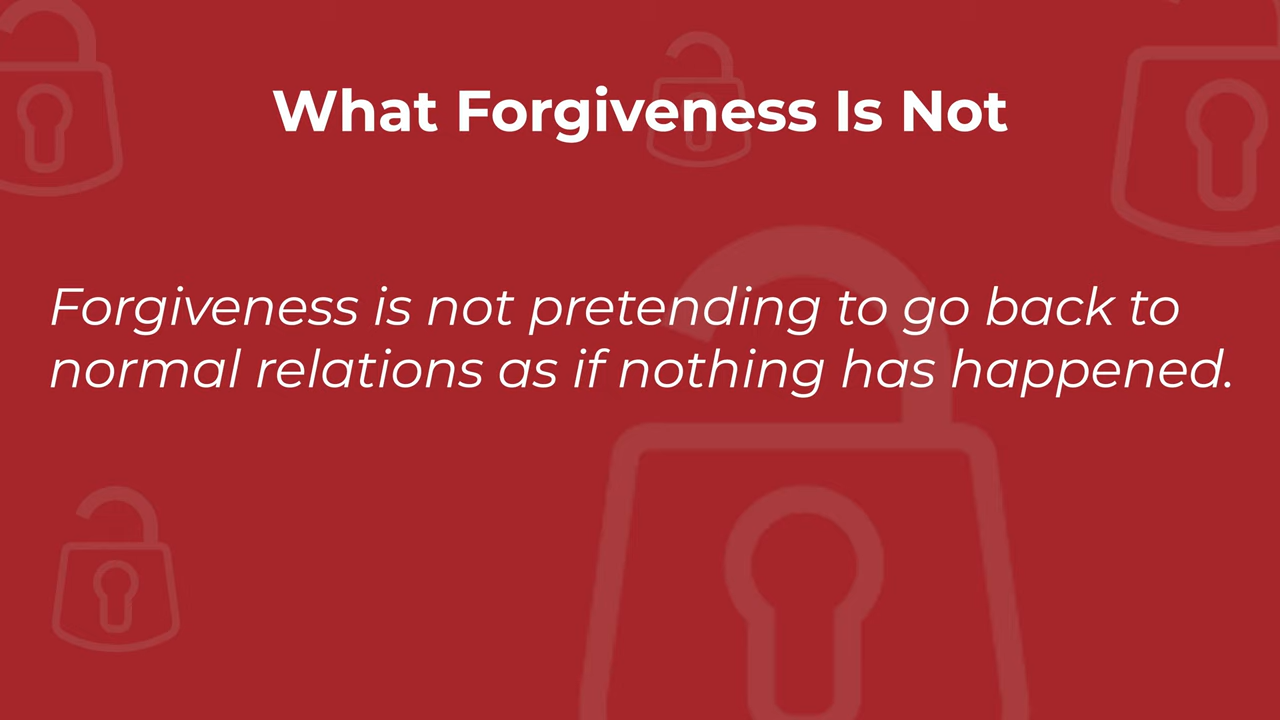 What Forgiveness Is Not
Forgiveness is not pretending to go back to
normal relations as if nothing has happened.